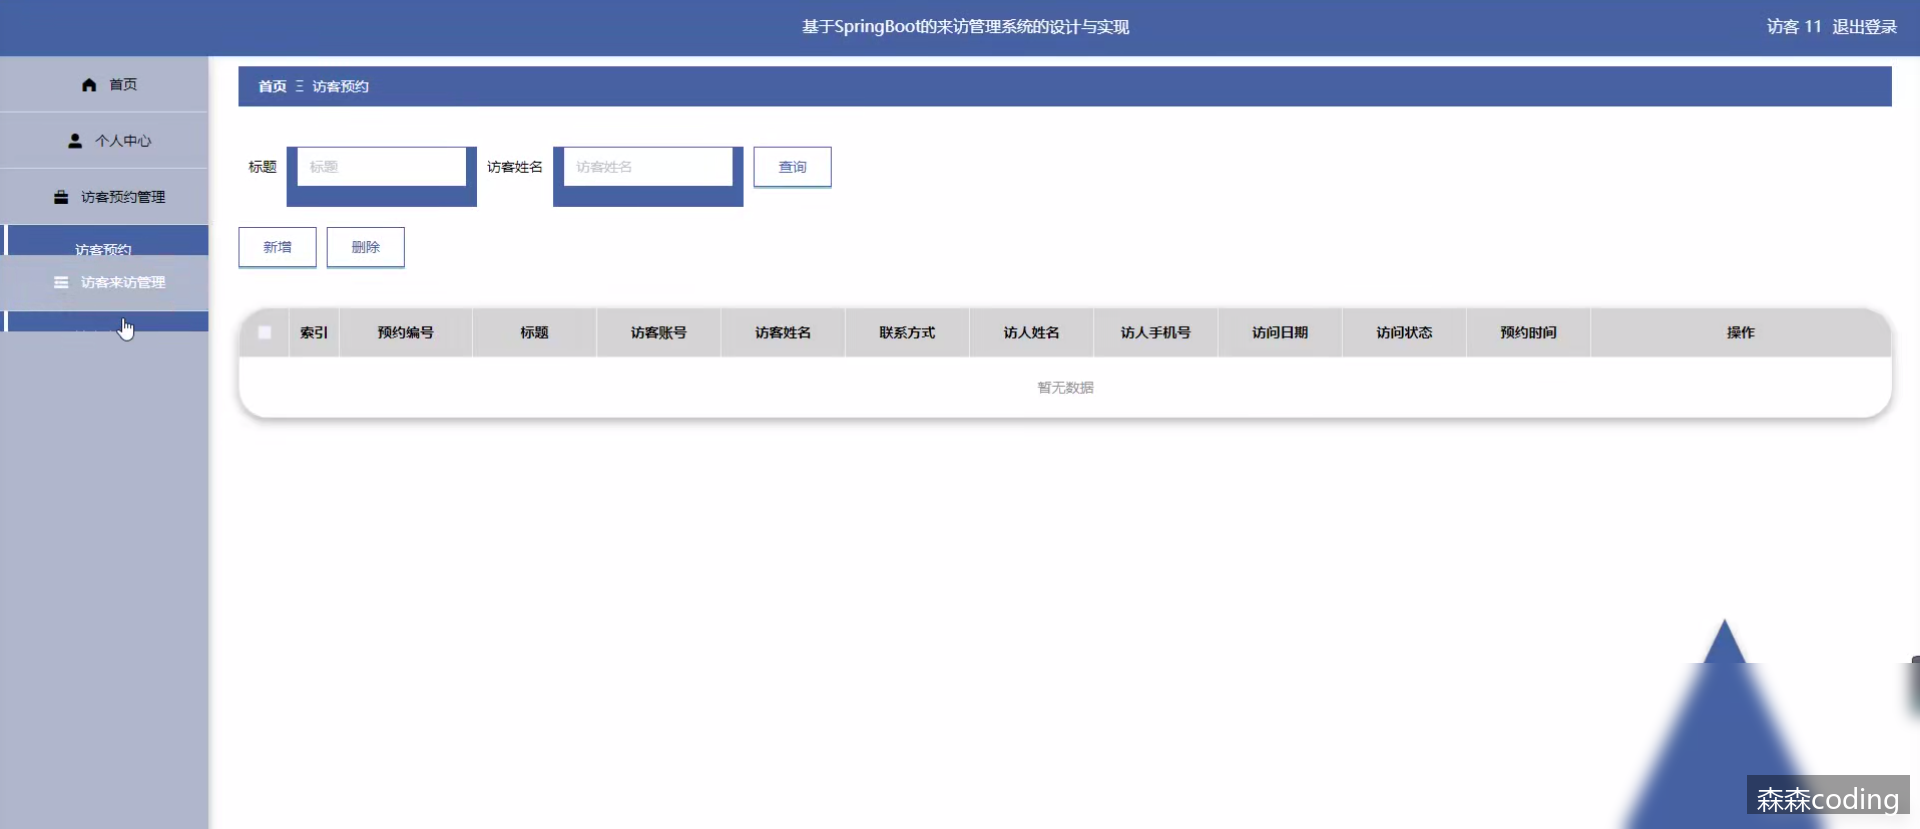 基于SpringBoot的来访管理系统的设计与实现
访客 11 退出登录
首页
个人中心
访客预约管理
访客预约
访客来访管理
首页 Ξ 访客预约
标题 标题 访客姓名 访客姓名 查询
新增 删除
索引 预约编号 标题 访客账号 访客姓名 联系方式 访人姓名 访人手机号 访问日期 访问状态 预约时间 操作
暂无数据
森森coding